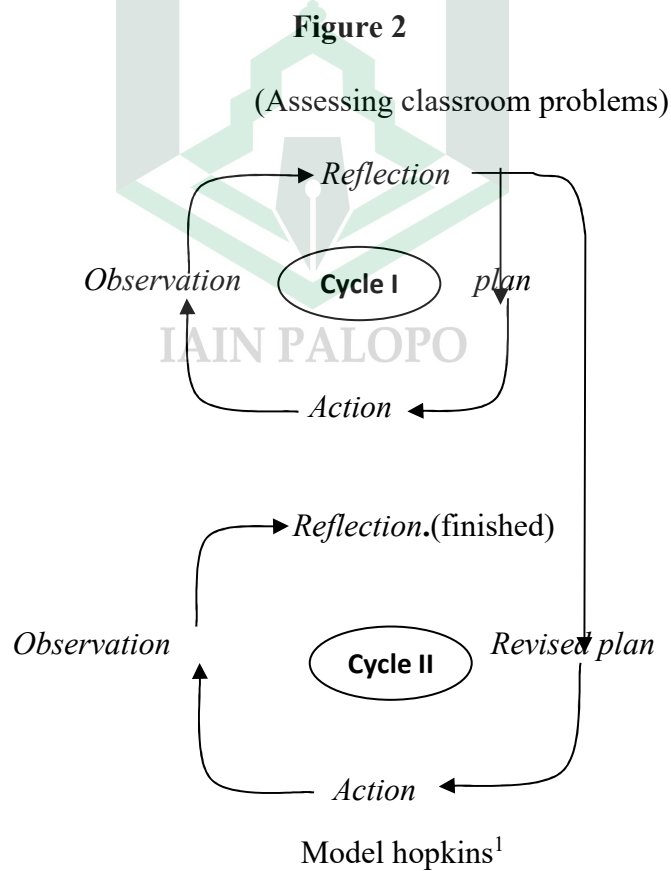 Figure 2
(Assessing classroom problems)
Reflection
Observation Cycle I plan
IAIN PALOPO
Action
Reflection.(finished)
Observation Cycle II Revised plan
Action
Model hopkins1